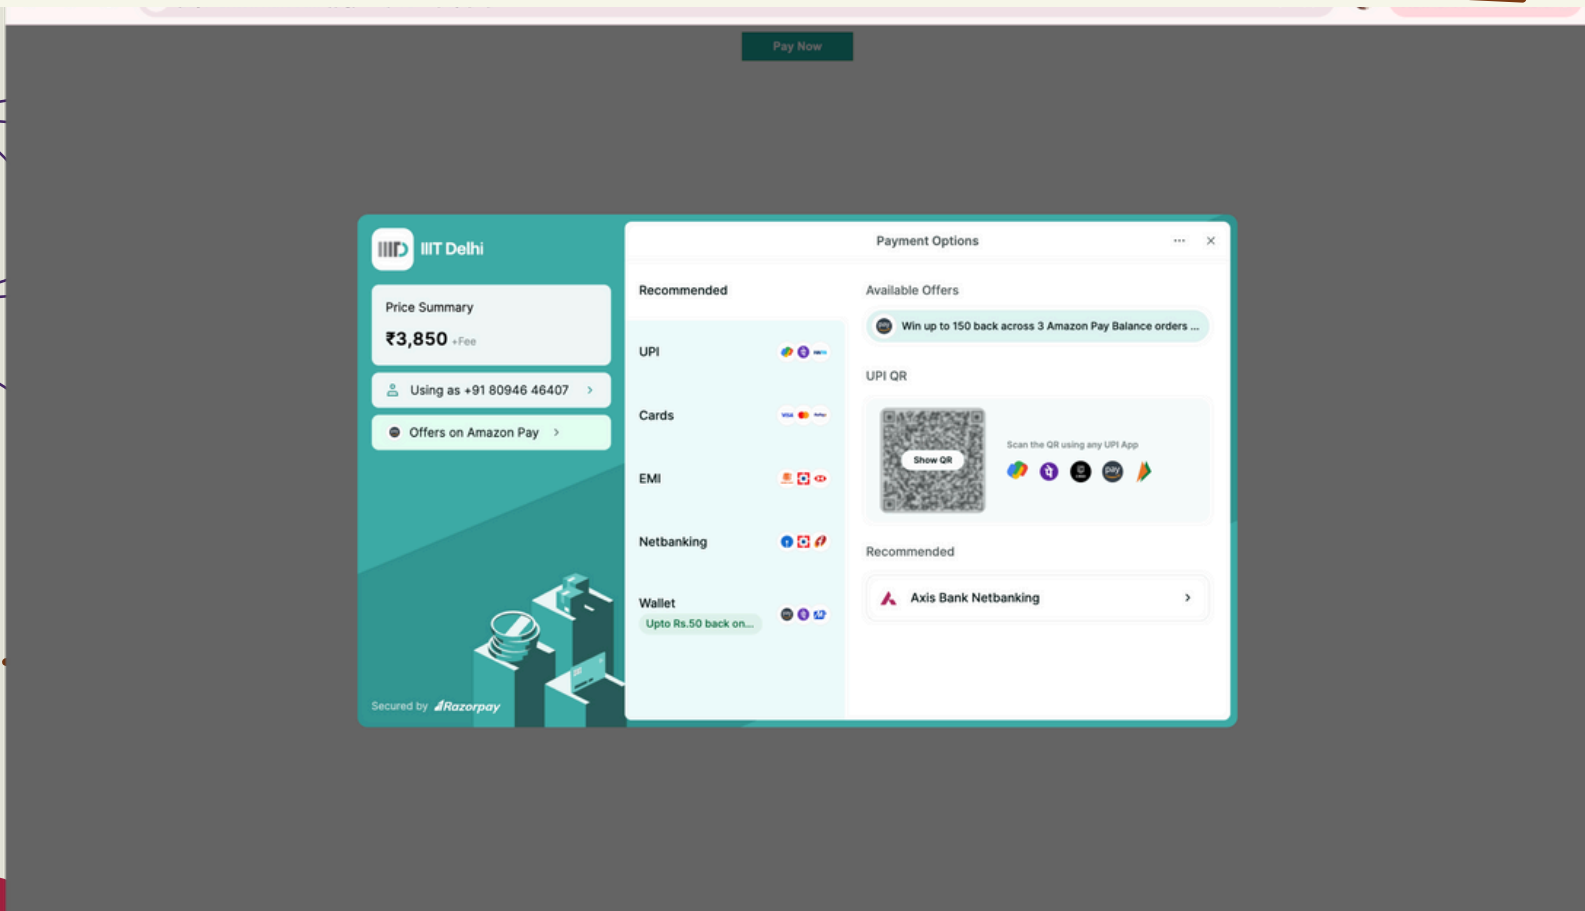 Pay Now
IIIT Delhi
Price Summary
₹3,850 +Fee
Using as +91 80946 46407
Offers on Amazon Pay
Secured by Razorpay
Payment Options
Recommended
UPI
Cards
EMI
Netbanking
Wallet
Upto Rs.50 back on...
Available Offers
pay
Win up to 150 back across 3 Amazon Pay Balance orders ...
UPI QR
Show QR
Scan the QR using any UPI App
pay
Recommended
Axis Bank Netbanking